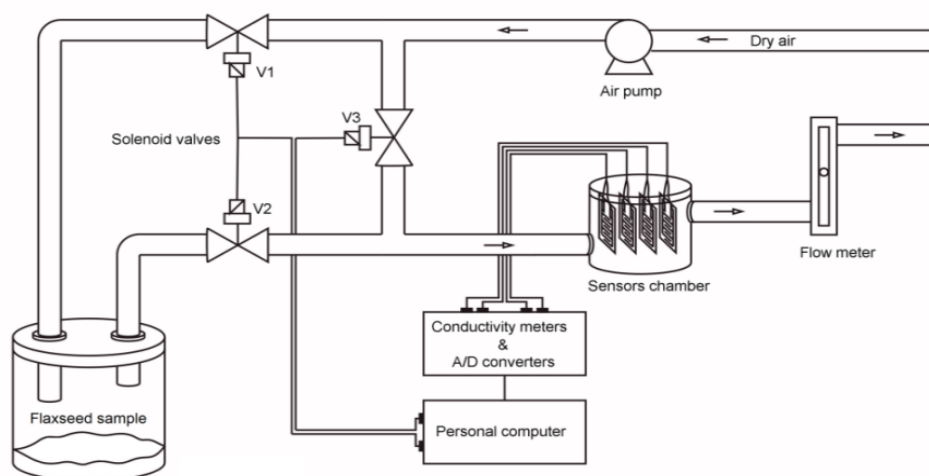 Dry air
V1
Air pump
V3
Solenoid valves
V2
Flow meter
Sensors chamber
Conductivity meters
&
A/D converters
Flaxseed sample
Personal computer